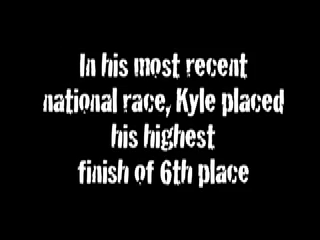 In his most recent
national race, Kyle placed
his highest
finish of 6th place